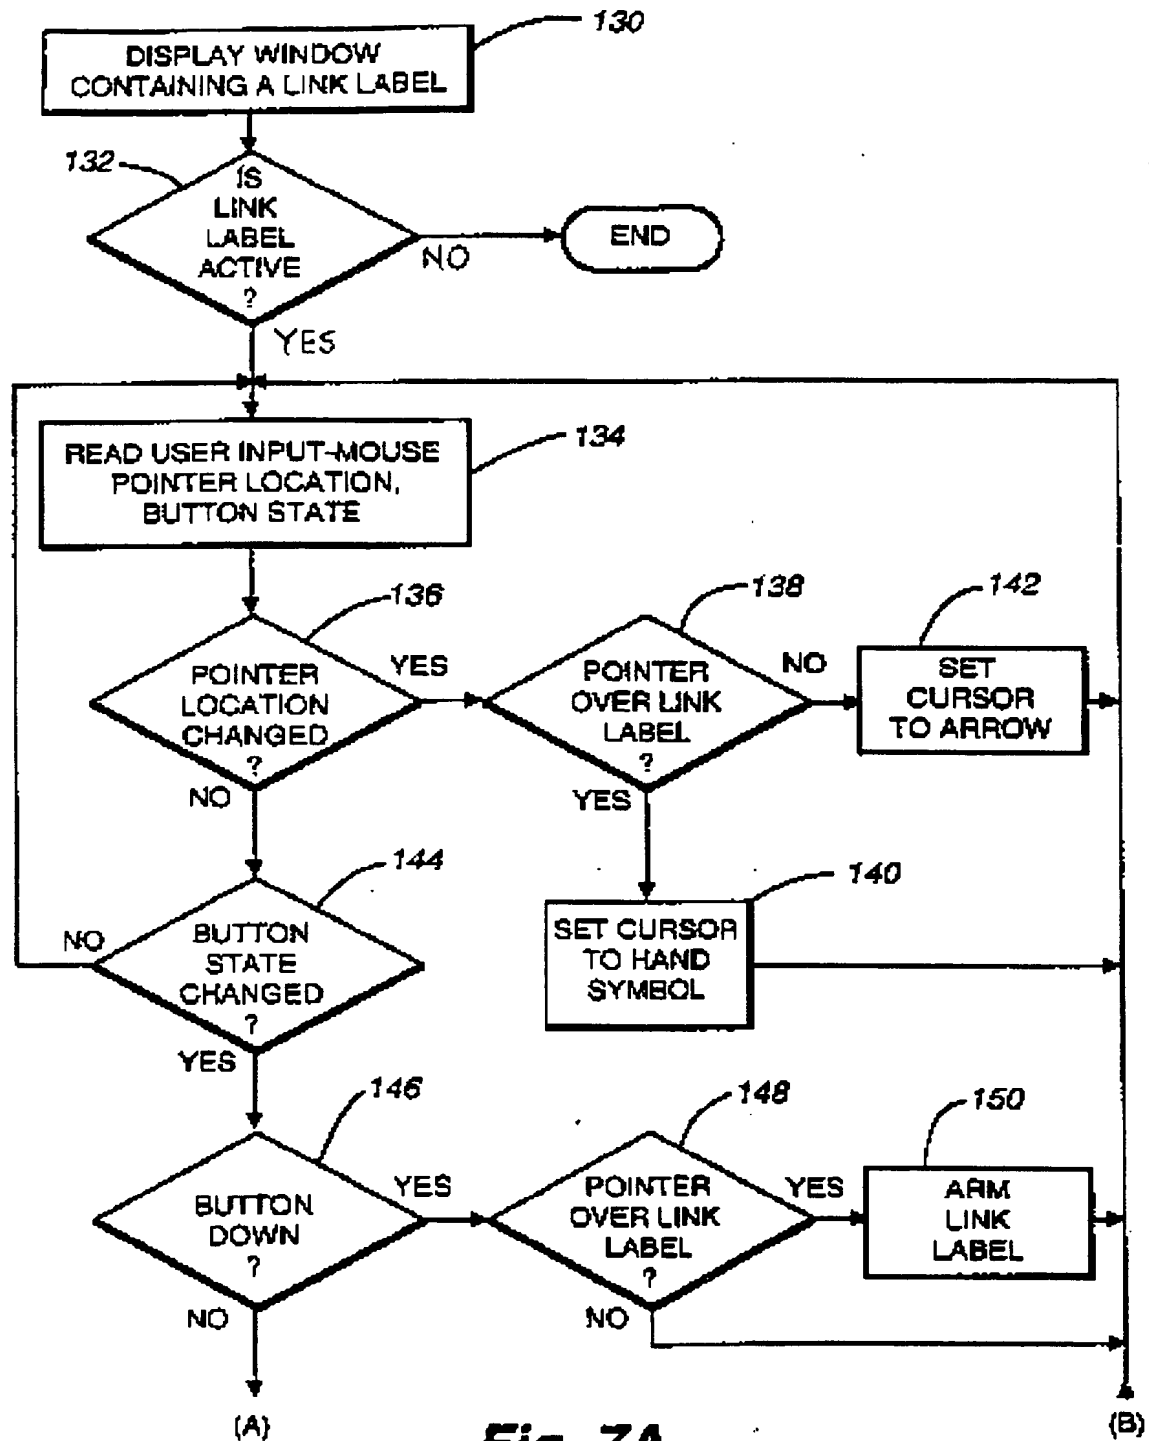 130
DISPLAY WINDOW
CONTAINING A LINK LABEL
132
IS
LINK
LABEL
ACTIVE
?
NO
END
YES
READ USER INPUT-MOUSE
POINTER LOCATION,
BUTTON STATE
134
136
POINTER
LOCATION
CHANGED
?
YES
NO
138
POINTER
OVER LINK
LABEL
?
NO
YES
142
SET
CURSOR
TO ARROW
144
BUTTON
STATE
CHANGED
?
NO
YES
140
SET CURSOR
TO HAND
SYMBOL
146
BUTTON
DOWN
?
YES
NO
148
POINTER
OVER LINK
LABEL
?
YES
NO
150
ARM
LINK
LABEL
(A)
Fig. 7A
(B)